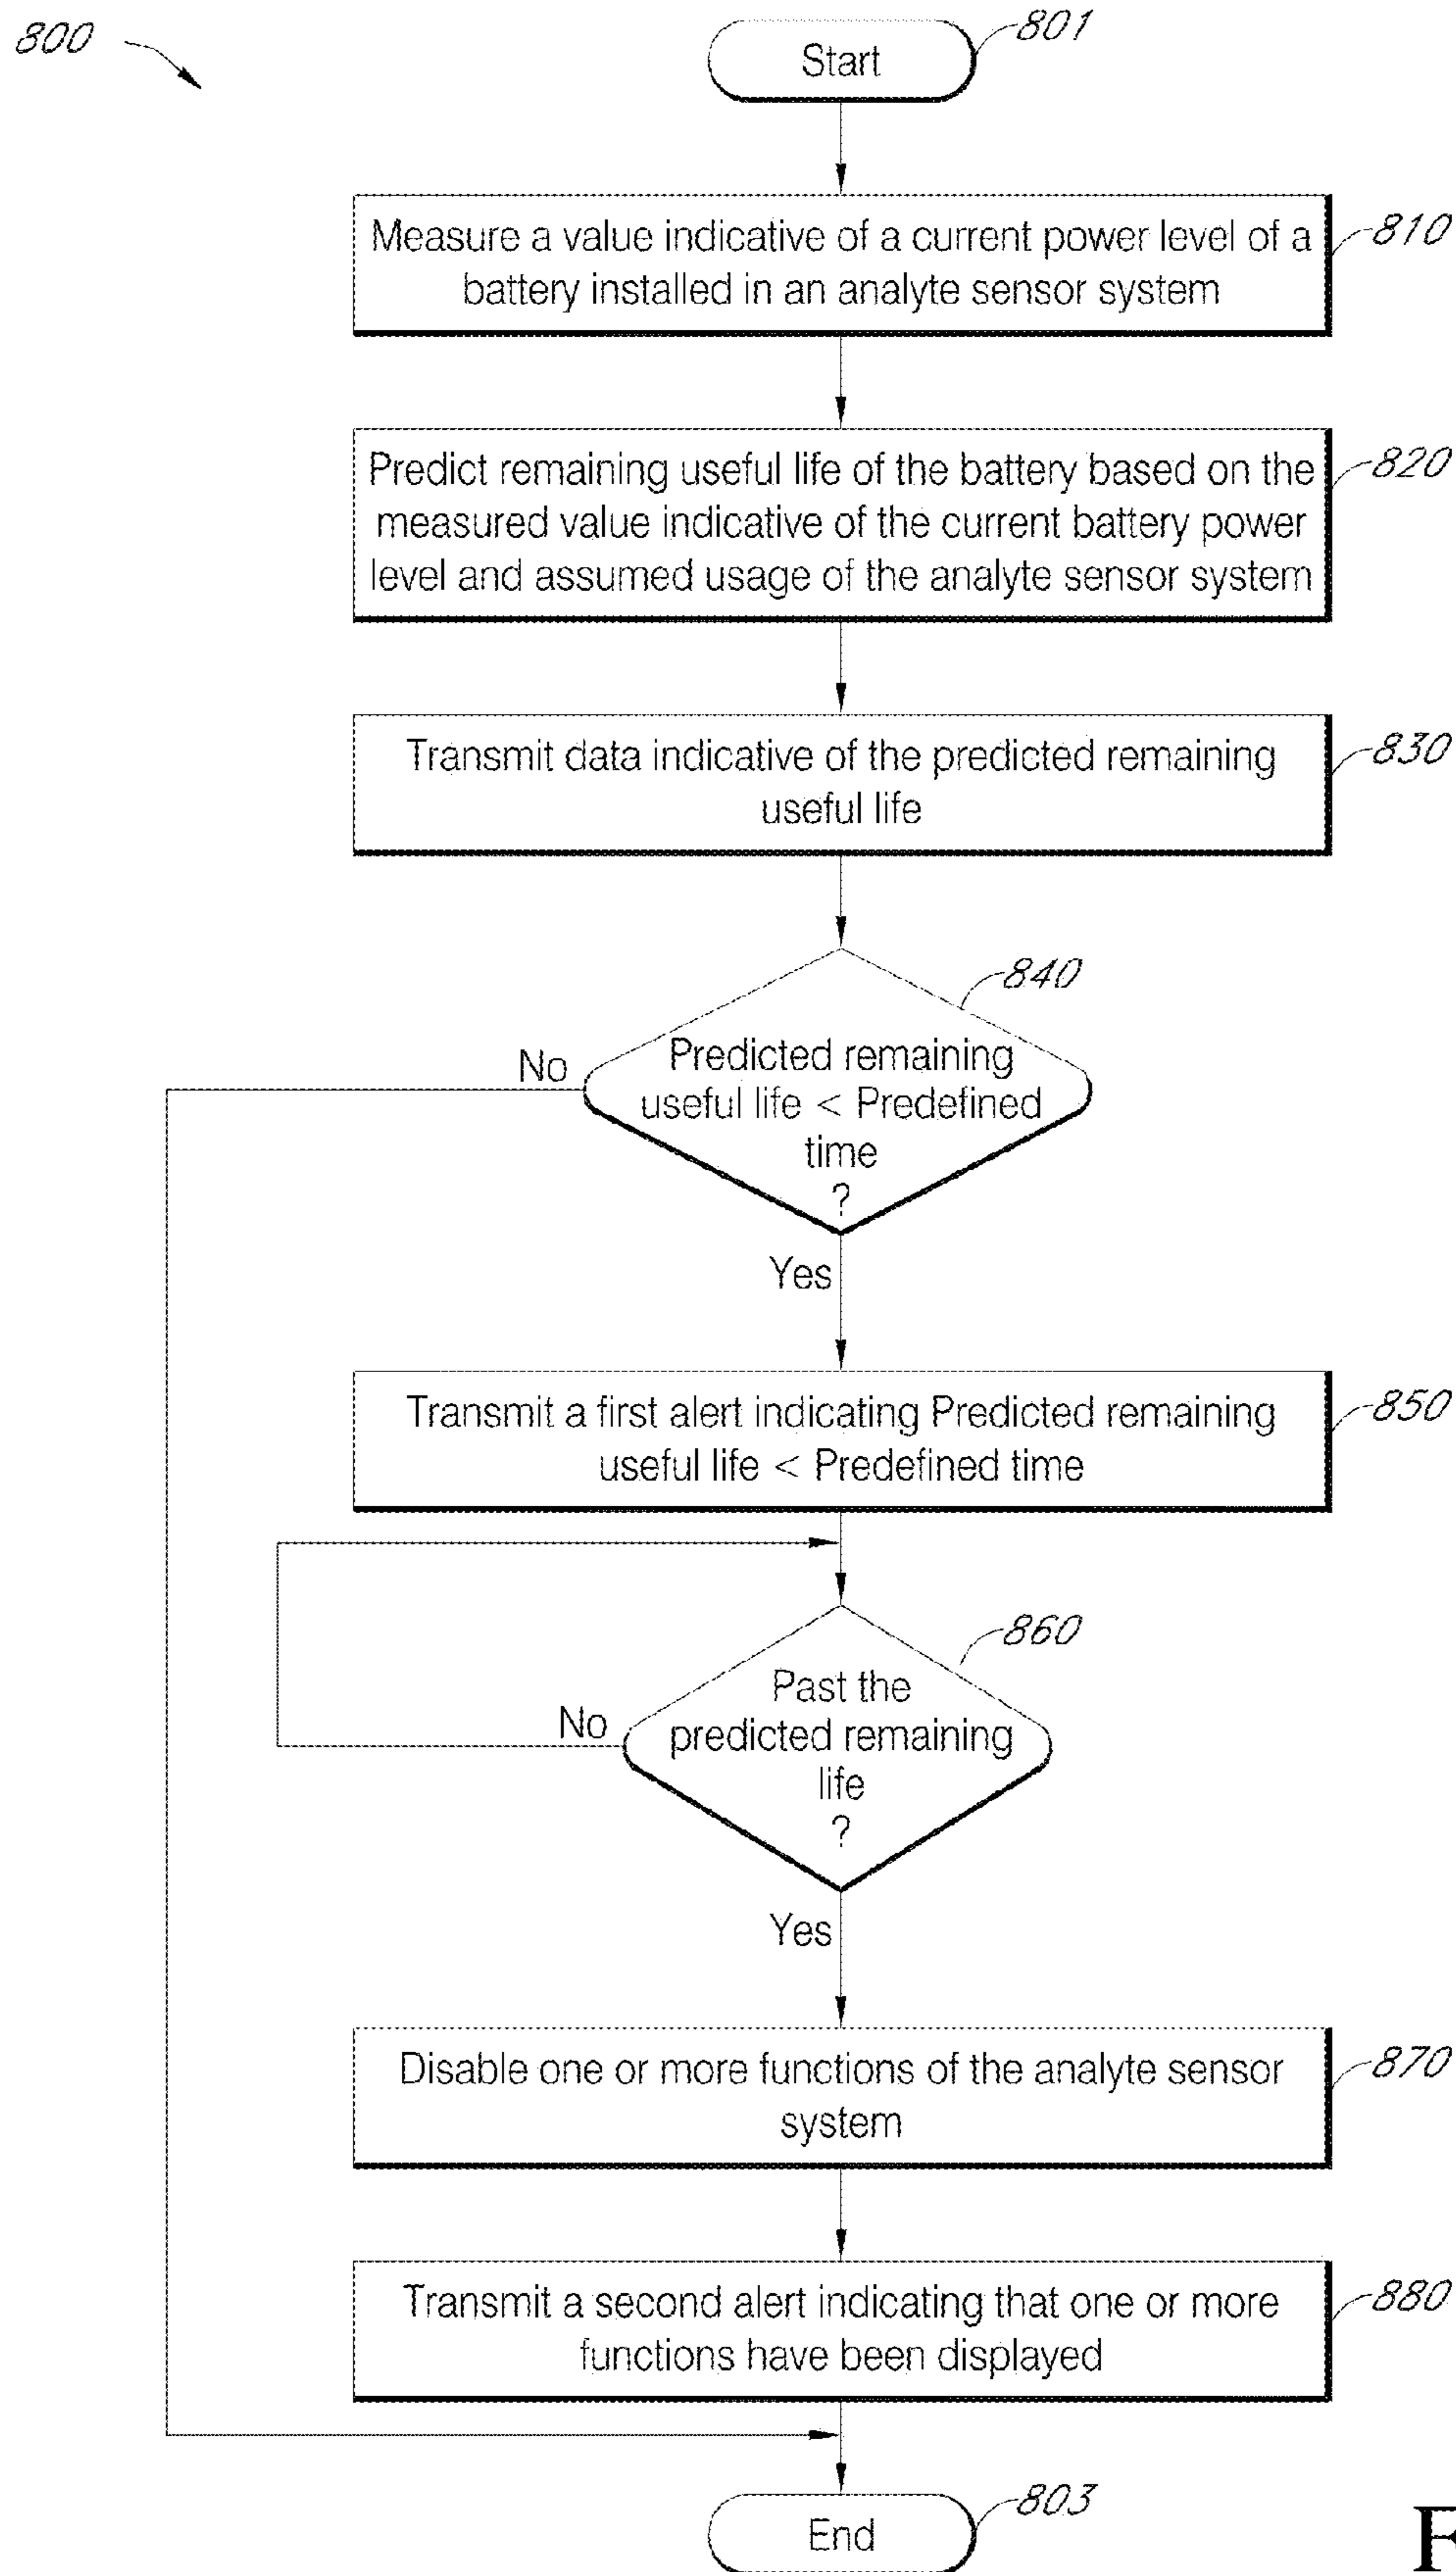 800
801
Start
Measure a value indicative of a current power level of a
battery installed in an analyte sensor system
810
Predict remaining useful life of the battery based on the
measured value indicative of the current battery power
level and assumed usage of the analyte sensor system
820
Transmit data indicative of the predicted remaining
useful life
830
840
Predicted remaining
useful life < Predefined
time
?
No
Yes
Transmit a first alert indicating Predicted remaining
useful life < Predefined time
850
860
Past the
predicted remaining
life
?
No
Yes
Disable one or more functions of the analyte sensor
system
870
Transmit a second alert indicating that one or more
functions have been displayed
880
803
End
F